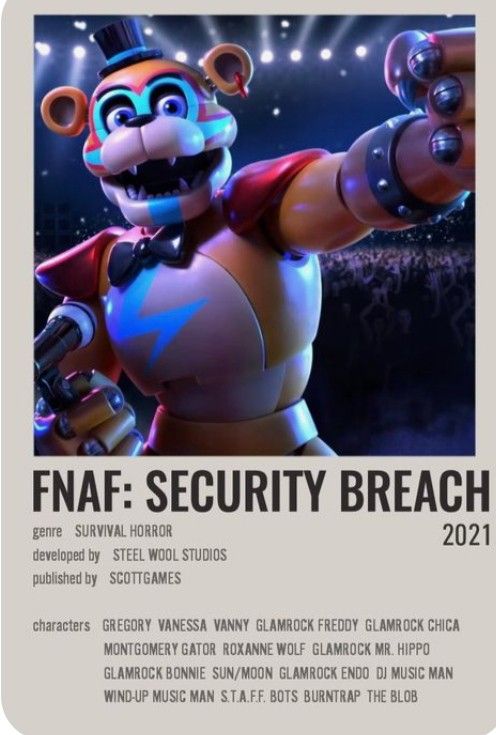 FNAF: SECURITY BREACH
2021
genre SURVIVAL HORROR
developed by STEEL WOOL STUDIOS
published by SCOTTGAMES
characters GREGORY VANESSA VANNY GLAMROCK FREDDY GLAMROCK CHICA
MONTGOMERY GATOR ROXANNE WOLF GLAMROCK MR. HIPPO
GLAMROCK BONNIE SUN/MOON GLAMROCK ENDO DJ MUSIC MAN
WIND-UP MUSIC MAN S.T.A.F.F. BOTS BURNTRAP THE BLOB